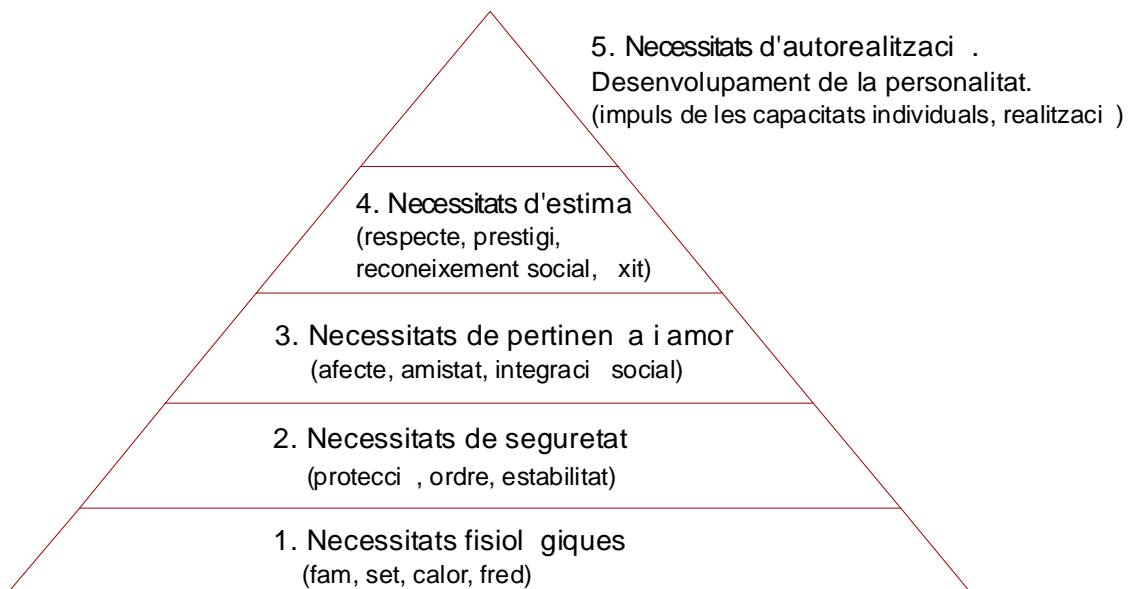 5. Necessitats d'autorealitzaci .
Desenvolupament de la personalitat.
(impuls de les capacitats individuals, realitzaci )
4. Necessitats d'estima
(respecte, prestigi,
reconeixement social, xit)
3. Necessitats de pertinen a i amor
(afecte, amistat, integraci social)
2. Necessitats de seguretat
(protecci , ordre, estabilitat)
1. Necessitats fisiol giques
(fam, set, calor, fred)